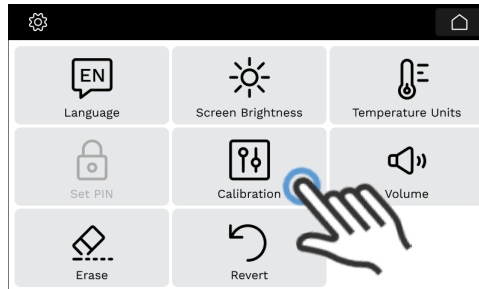 EN
Language
Screen Brightness
Temperature Units
Set PIN
Calibration
Volume
Erase
Revert